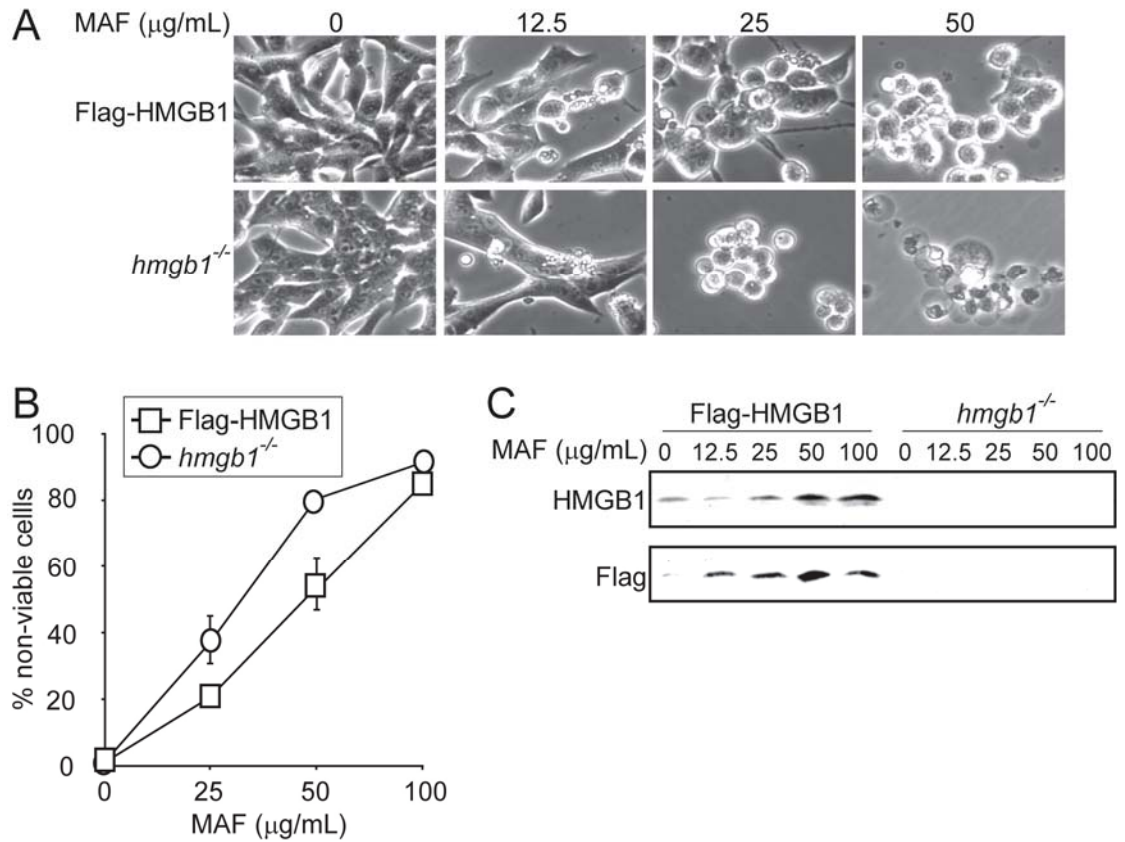 A
MAF (μg/mL) 0 12.5 25 50
Flag-HMGB1
hmgb1-/-
B
Flag-HMGB1
hmgb1-/-
100
80
60
40
20
0
% non-viable cellls
0 25 50 100
MAF (μg/mL)
C
Flag-HMGB1 hmgb1-/-
MAF (μg/mL) 0 12.5 25 50 100 0 12.5 25 50 100
HMGB1
Flag